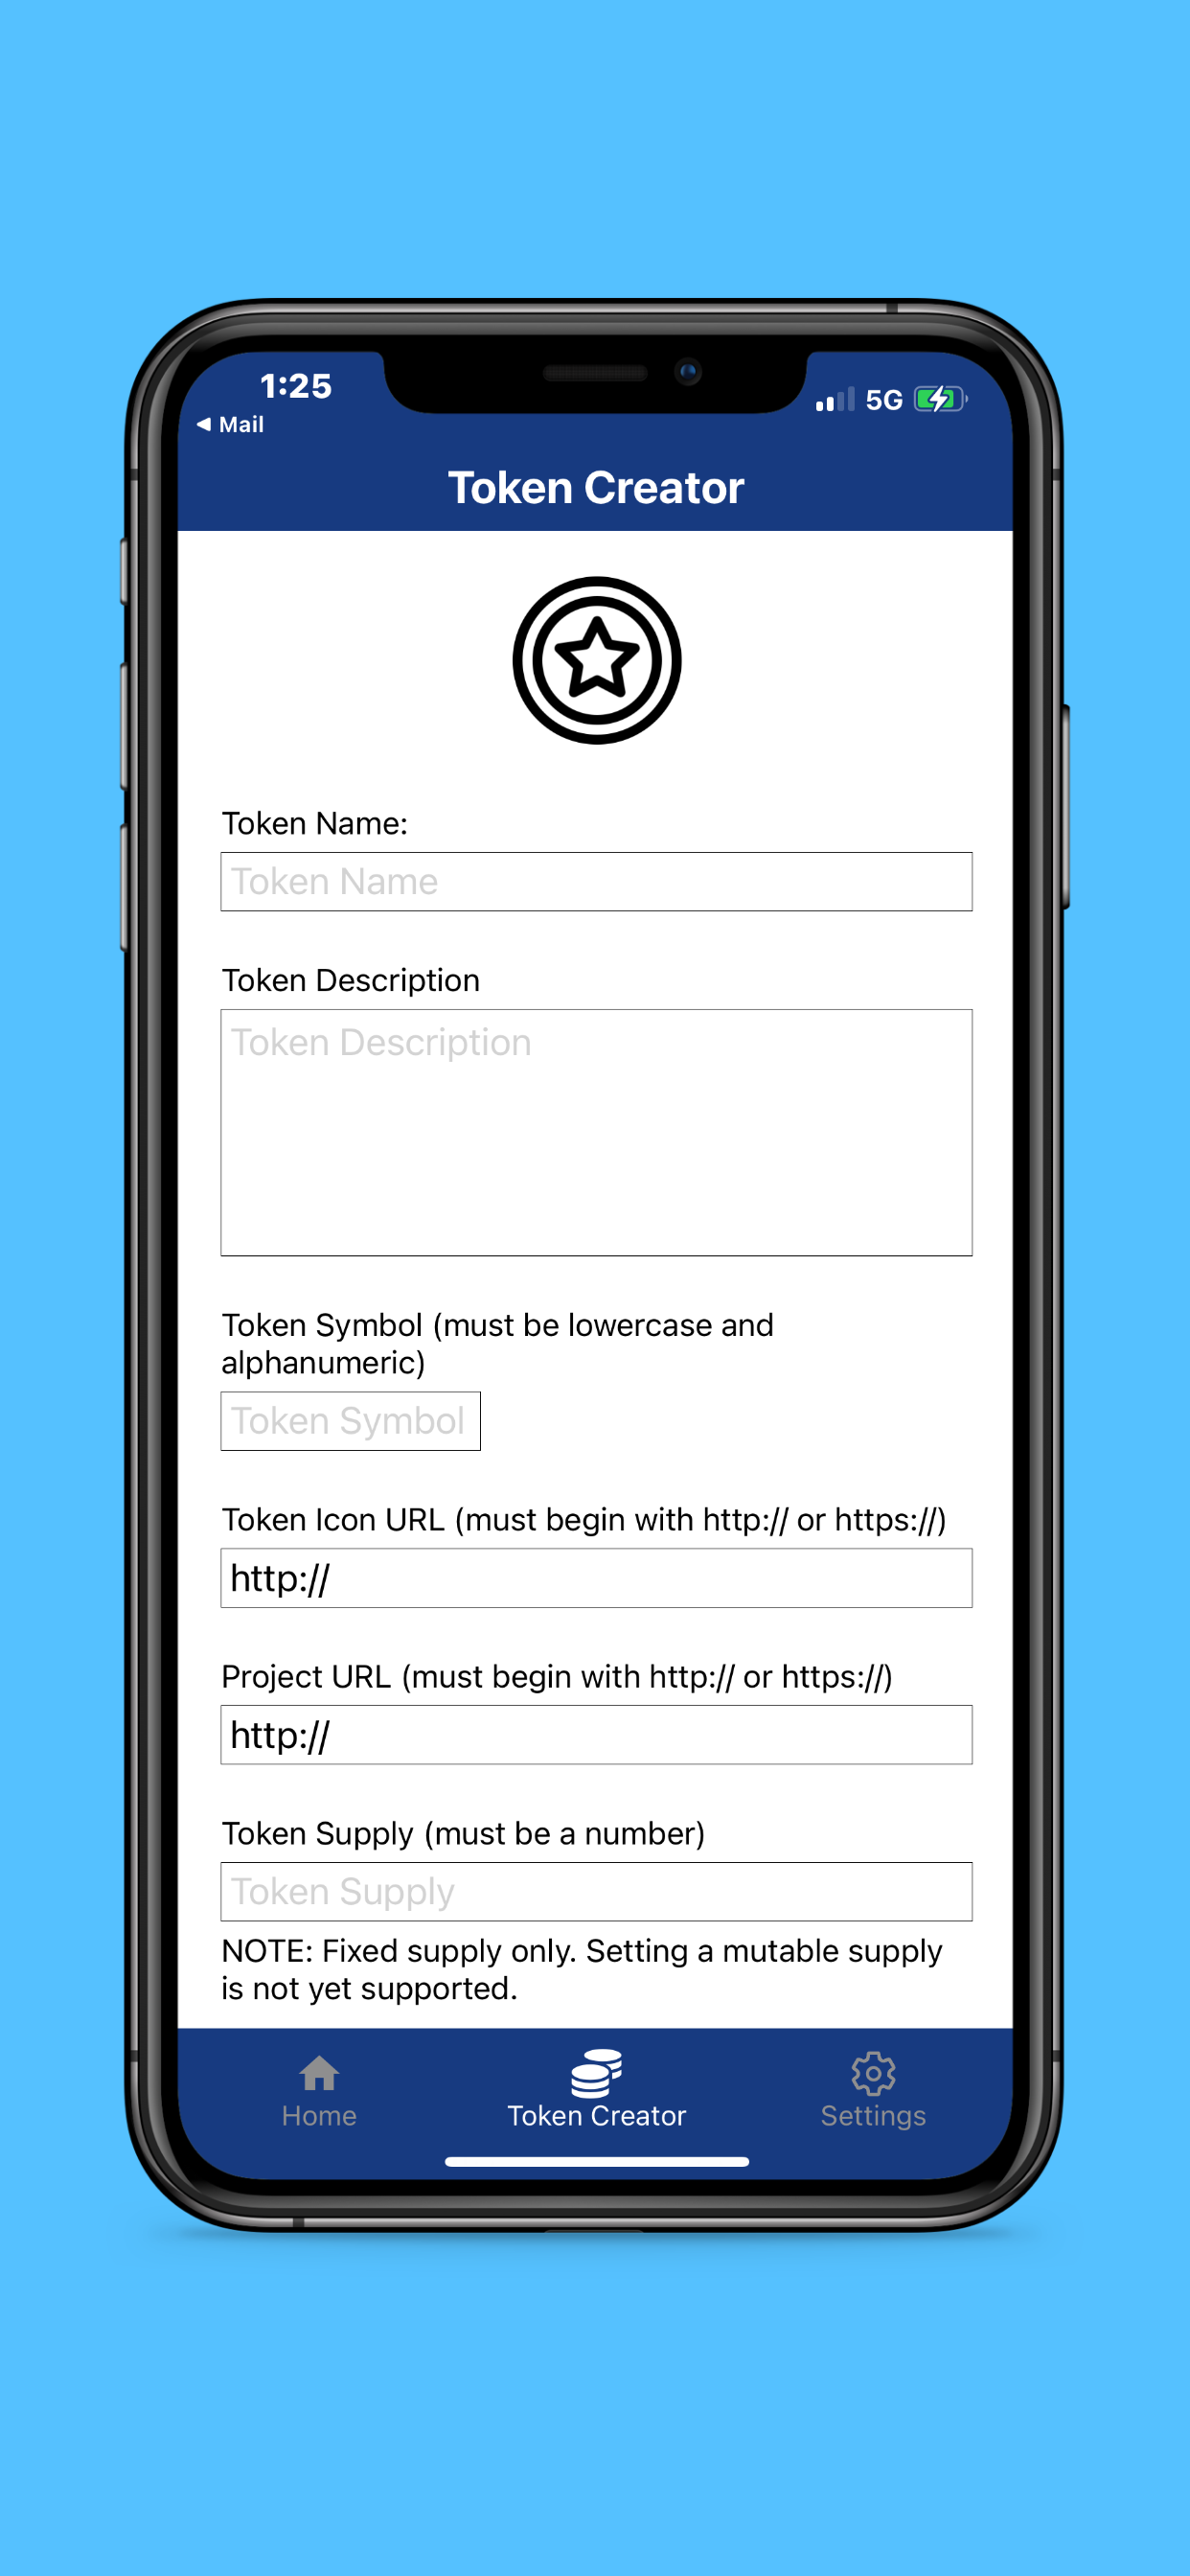 1:25
5G
◀ Mail
Token Creator
Token Name:
Token Name
Token Description
Token Description
Token Symbol (must be lowercase and
alphanumeric)
Token Symbol
Token Icon URL (must begin with http:// or https://)
http://
Project URL (must begin with http:// or https://)
http://
Token Supply (must be a number)
Token Supply
NOTE: Fixed supply only. Setting a mutable supply
is not yet supported.
Home
Token Creator
Settings